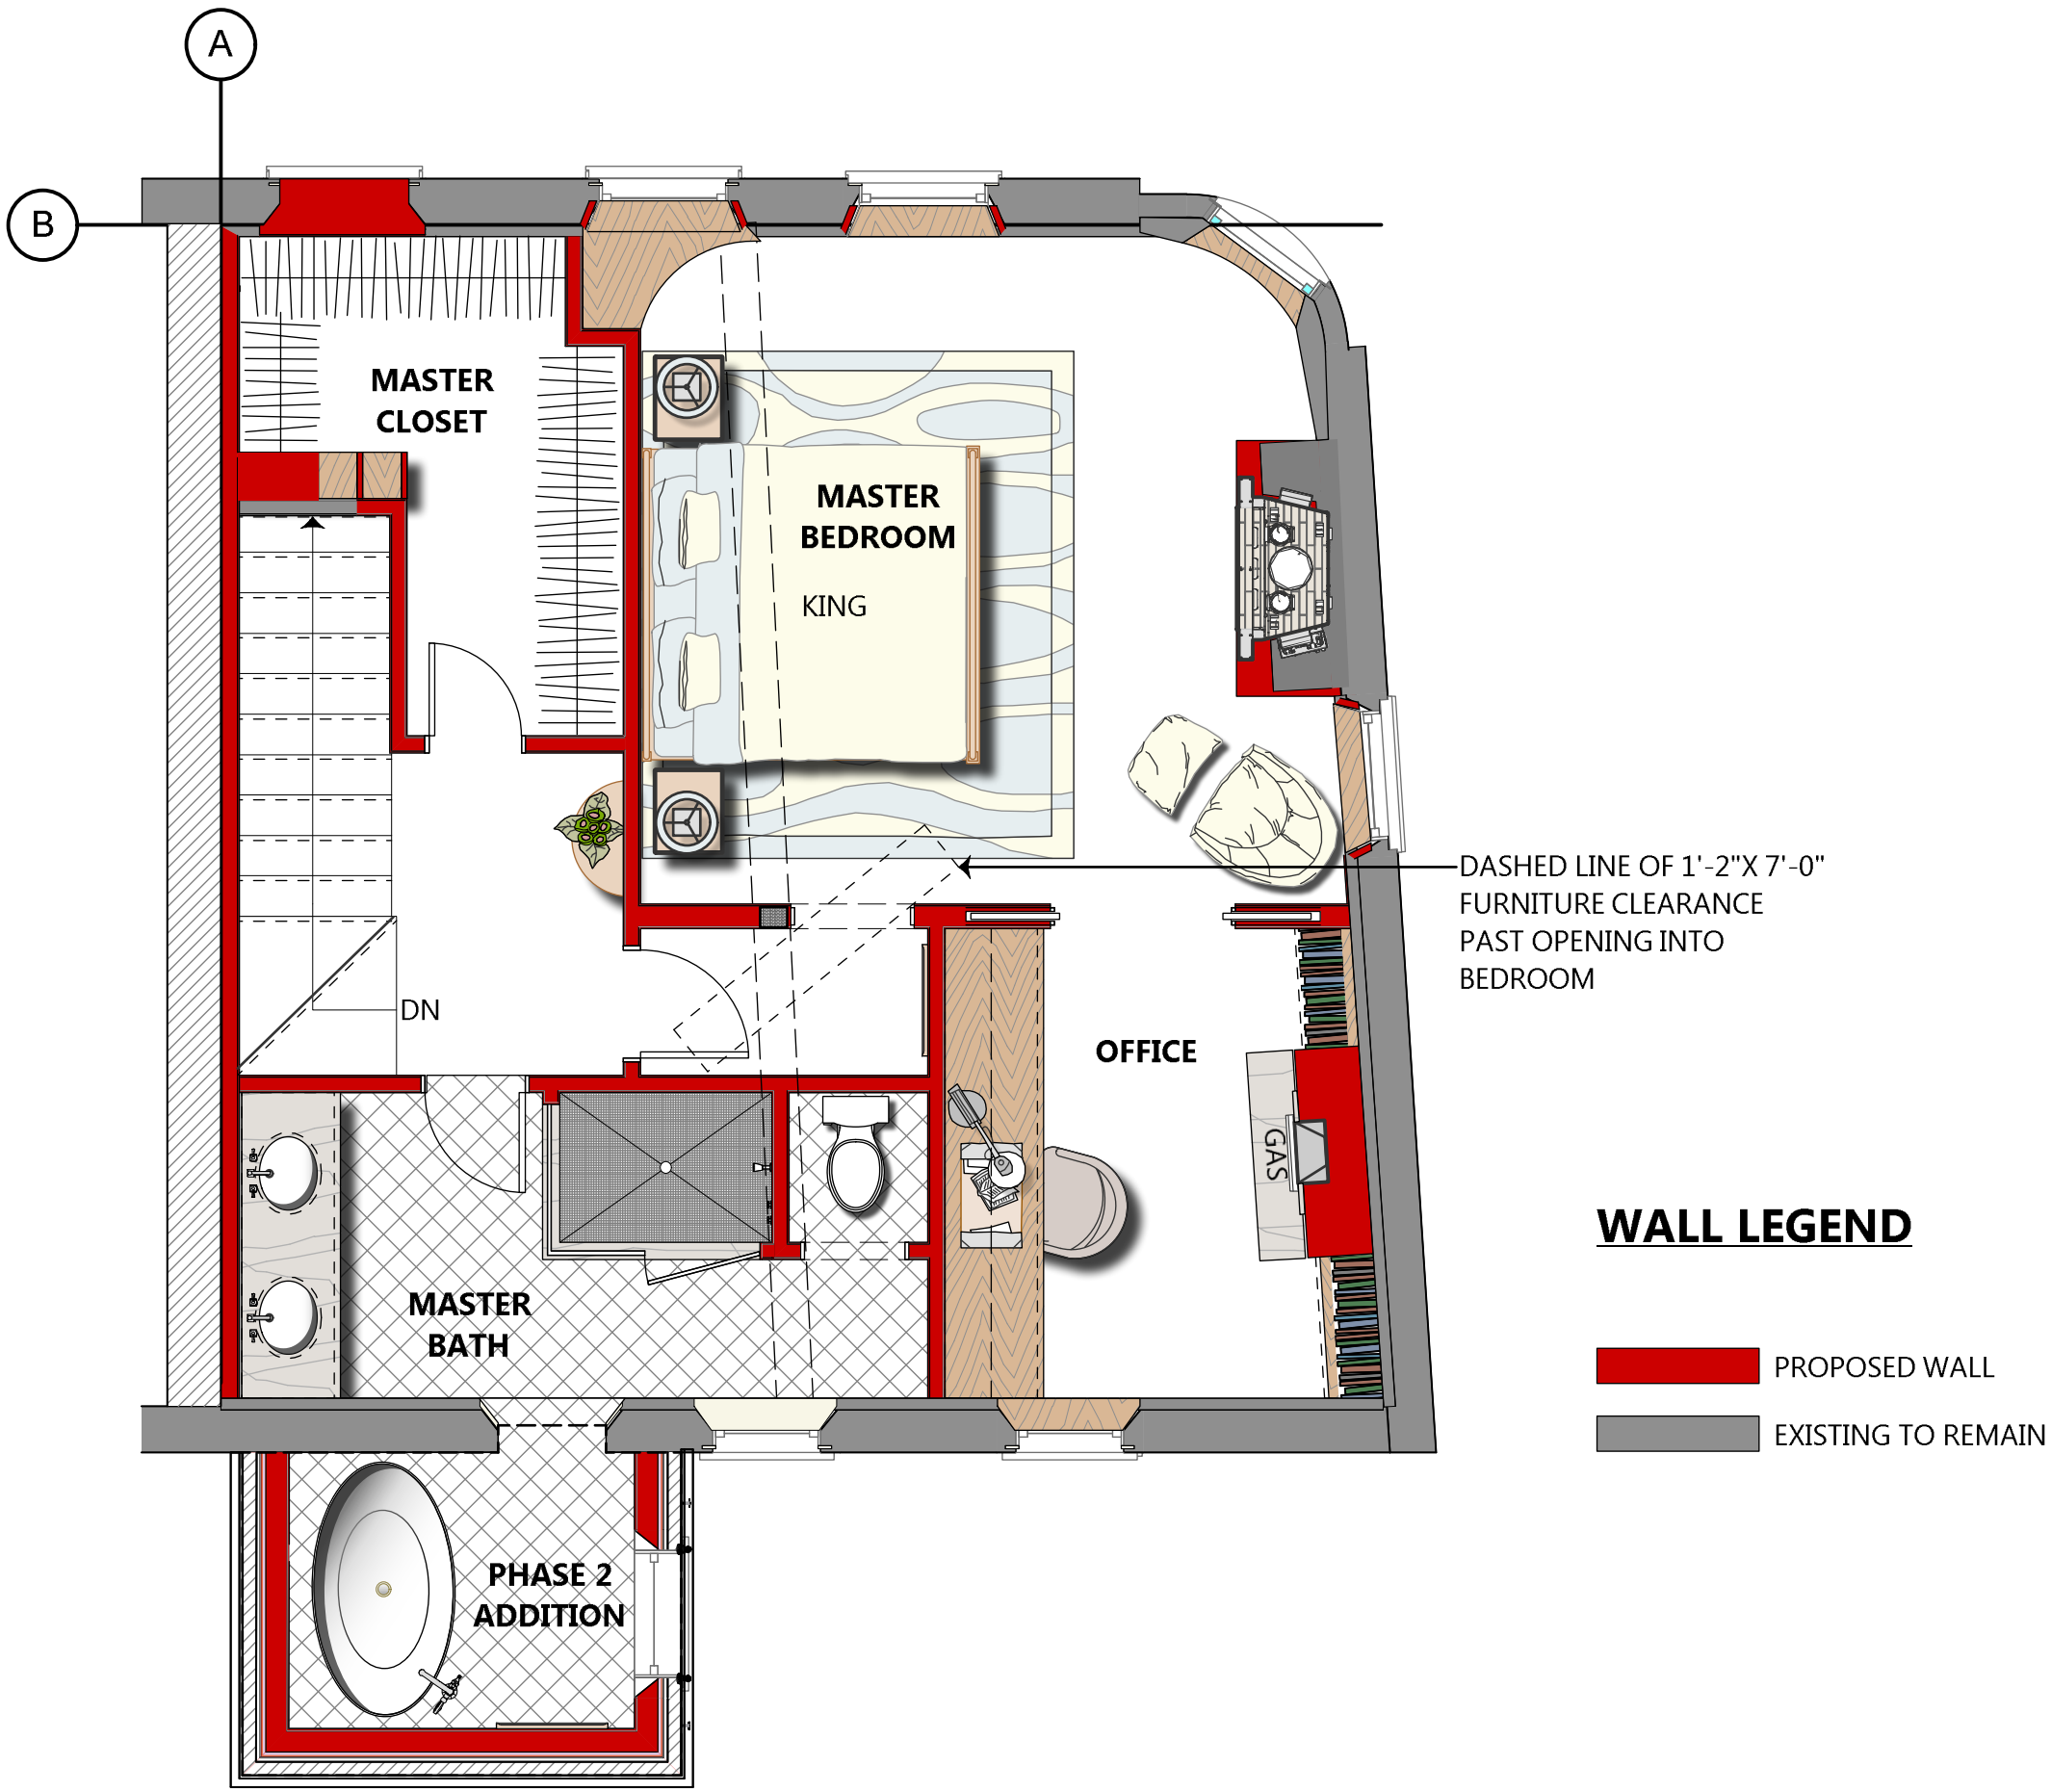 A
B
MASTER
CLOSET
MASTER
BEDROOM
KING
DASHED LINE OF 1'-2"X 7'-0"
FURNITURE CLEARANCE
PAST OPENING INTO
BEDROOM
DN
OFFICE
GAS
WALL LEGEND
MASTER
BATH
PROPOSED WALL
EXISTING TO REMAIN
PHASE 2
ADDITION